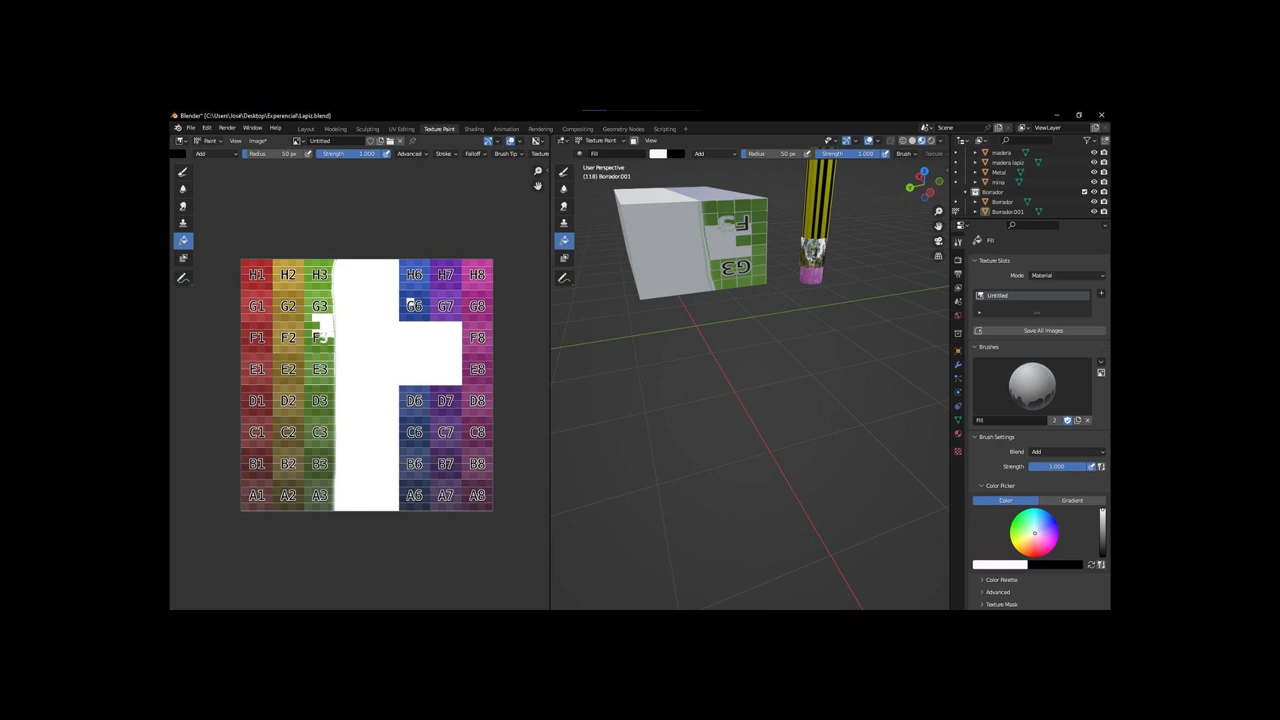 Blender* [C:\Users\José\Desktop\Experencial\Lapiz.blend]
File Edit Render Window Help Layout Modeling Sculpting UV Editing Texture Paint Shading Animation Rendering Compositing Geometry Nodes Scripting + Scene ViewLayer
Paint View Image* Untitled Texture Paint View
Add Radius 50 px Strength 1.000 Advanced Stroke Falloff Brush Tip Texture Fill Add Radius 50 px Strength 1.000 Brush Texture
User Perspective
(118) Borrador.001
madera
madera lapiz
Metal
mina
Borrador
Borrador
Borrador.001
Fill
Texture Slots
Mode Material
Untitled
Save All Images
Brushes
Fill 2
Brush Settings
Blend Add
Strength 1.000
Color Picker
Color Gradient
Color Palette
Advanced
Texture Mask
H1 H2 H3 H6 H7 H8
G1 G2 G3 G6 G7 G8
F1 F2 F3 F8
E1 E2 E3 E8
D1 D2 D3 D6 D7 D8
C1 C2 C3 C6 C7 C8
B1 B2 B3 B6 B7 B8
A1 A2 A3 A6 A7 A8
F3
G3